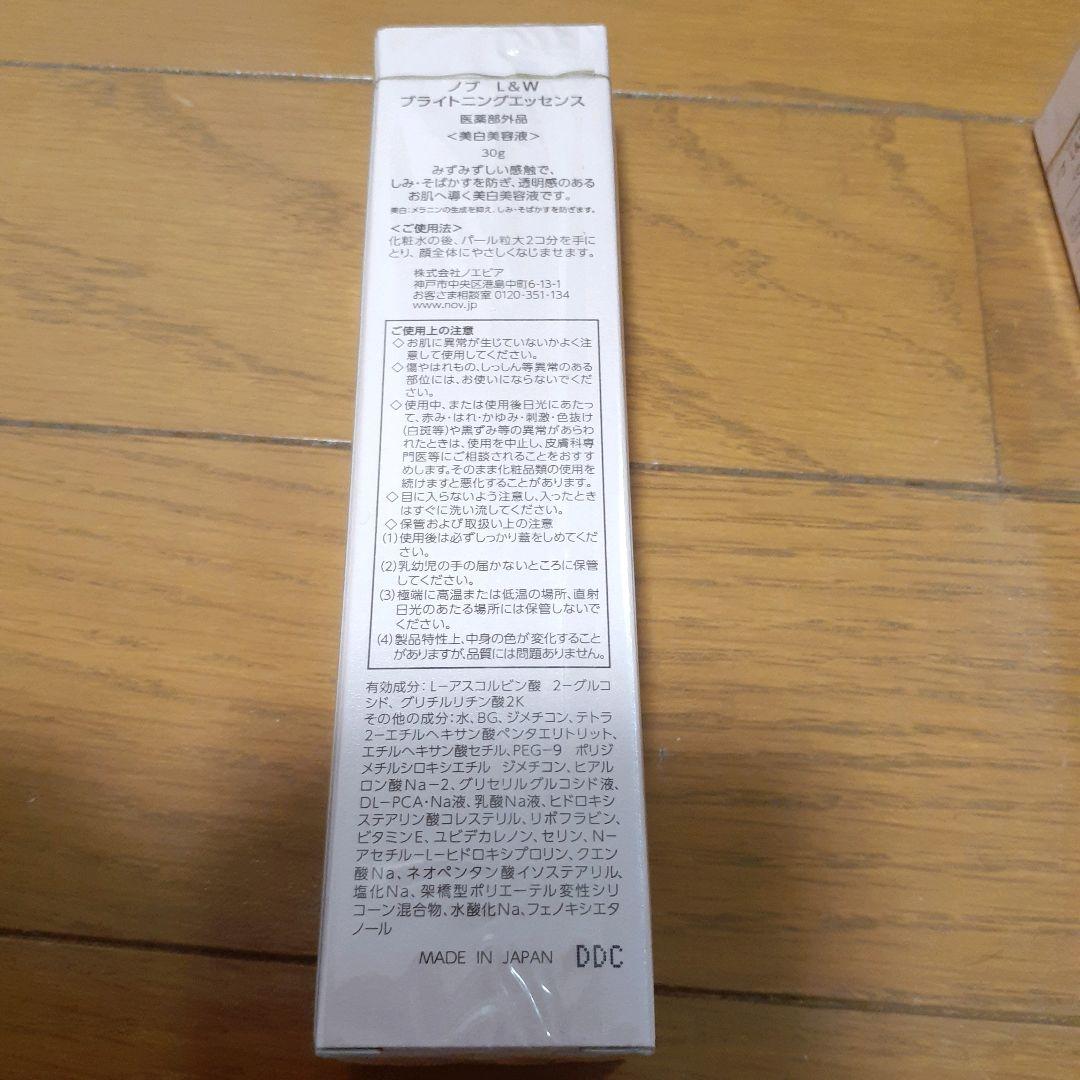 ノブ L&W
ブライトニングエッセンス
医薬部外品
<美白美容液>
30g
みずみずしい感触で、
しみ・そばかすを防ぎ、透明感のある
お肌へ導く美白美容液です。
美白:メラニンの生成を抑え、しみ・そばかすを防ぎます。
<ご使用法>
化粧水の後、パール粒大2コ分を手に
とり、顔全体にやさしくなじませます。
株式会社ノエビア
神戸市中央区港島中町6-13-1
お客さま相談室 0120-351-134
www.nov.jp
ご使用上の注意
◇お肌に異常が生じていないかよく注
意して使用してください。
◇傷やはれもの、しっしん等異常のある
部位には、お使いにならないでくだ
さい。
◇使用中、または使用後日光にあたっ
て、赤み・はれ・かゆみ・刺激・色抜け
(白斑等)や黒ずみ等の異常があらわ
れたときは、使用を中止し、皮膚科専
門医等にご相談されることをおすす
めします。そのまま化粧品類の使用を
続けますと悪化することがあります。
◇目に入らないよう注意し、入ったとき
はすぐに洗い流してください。
◇保管および取扱い上の注意
(1)使用後は必ずしっかり蓋をしめてくだ
さい。
(2)乳幼児の手の届かないところに保管
してください。
(3)極端に高温または低温の場所、直射
日光のあたる場所には保管しないで
ください。
(4)製品特性上、中身の色が変化すること
がありますが、品質には問題ありません。
有効成分:L-アスコルビン酸 2-グルコ
シド、グリチルリチン酸2K
その他の成分:水、BG、ジメチコン、テトラ
2-エチルヘキサン酸ペンタエリトリット、
エチルヘキサン酸セチル、PEG-9 ポリジ
メチルシロキシエチル ジメチコン、ヒアル
ロン酸Na-2、グリセリルグルコシド液、
DL-PCA・Na液、乳酸Na液、ヒドロキシ
ステアリン酸コレステリル、リボフラビン、
ビタミンE、ユビデカレノン、セリン、N-
アセチル-L-ヒドロキシプロリン、クエン
酸Na、ネオペンタン酸イソステアリル、
塩化Na、架橋型ポリエーテル変性シリ
コーン混合物、水酸化Na、フェノキシエタ
ノール
MADE IN JAPAN DDC